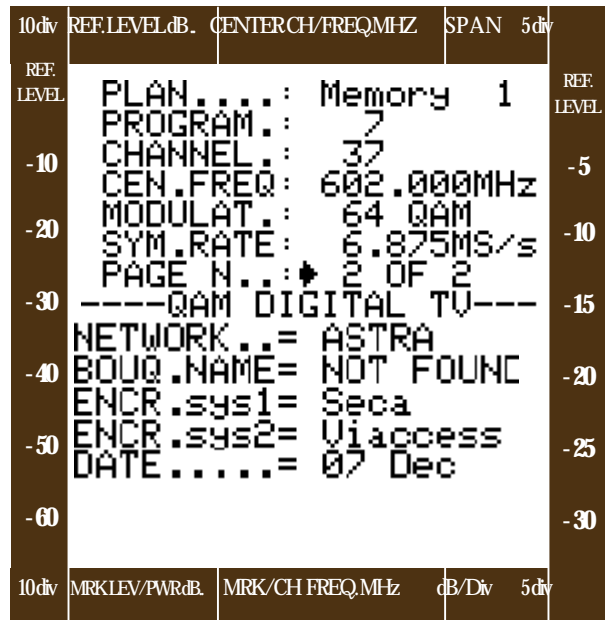 10div REF.LEVELdB. CENTER CH/FREQ.MHZ SPAN 5div
REF. LEVEL
-10
-20
-30
-40
-50
-60
PLAN....: Memory 1
PROGRAM.: 7
CHANNEL.: 37
CEN.FREQ: 602.000MHz
MODULAT.: 64 QAM
SYM.RATE: 6.875MS/s
PAGE N..: 2 OF 2
----QAM DIGITAL TV---
NETWORK..= ASTRA
BOUQ.NAME= NOT FOUND
ENCR.sys1= Seca
ENCR.sys2= Viaccess
DATE.....= 07 Dec
REF. LEVEL
-5
-10
-15
-20
-25
-30
10div MRK LEV/PWR dB. MRK/CH FREQ.MHz dB/Div 5div